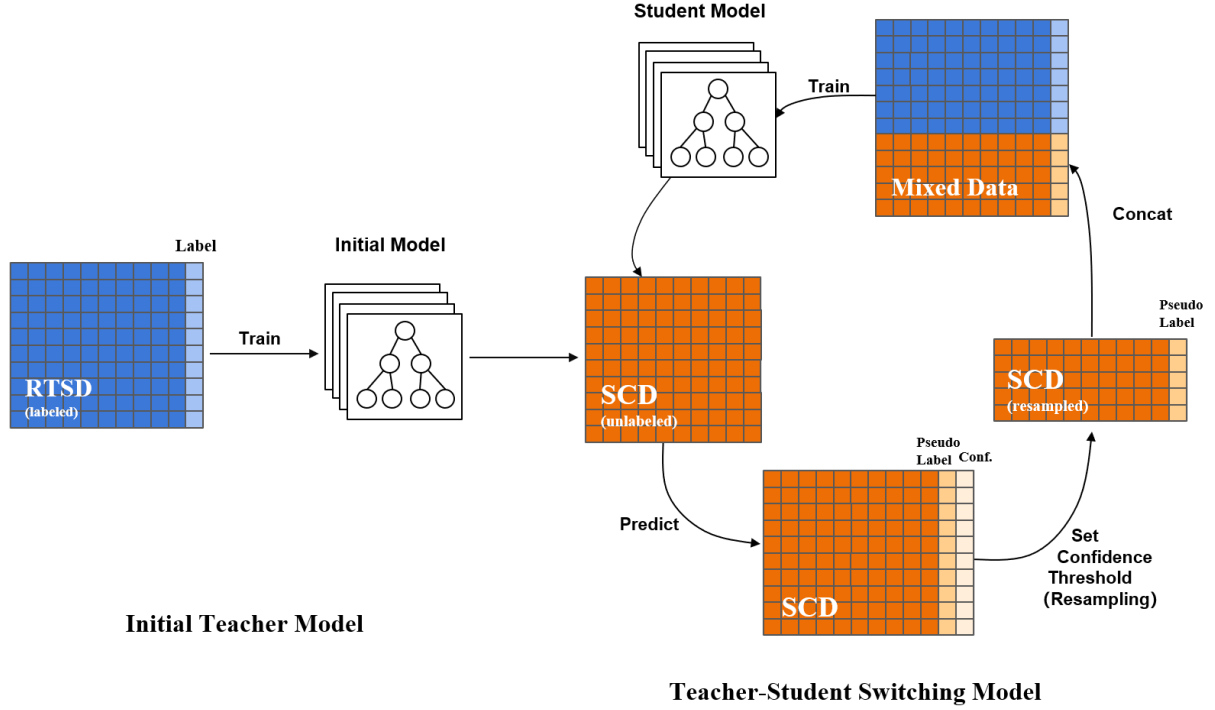 Student Model
Train
Mixed Data
Concat
Label
Initial Model
Train
RTSD
(labeled)
SCD
(unlabeled)
Pseudo
Label
SCD
(resampled)
Pseudo
Label Conf.
Predict
SCD
Set
Confidence
Threshold
(Resampling)
Initial Teacher Model
Teacher-Student Switching Model